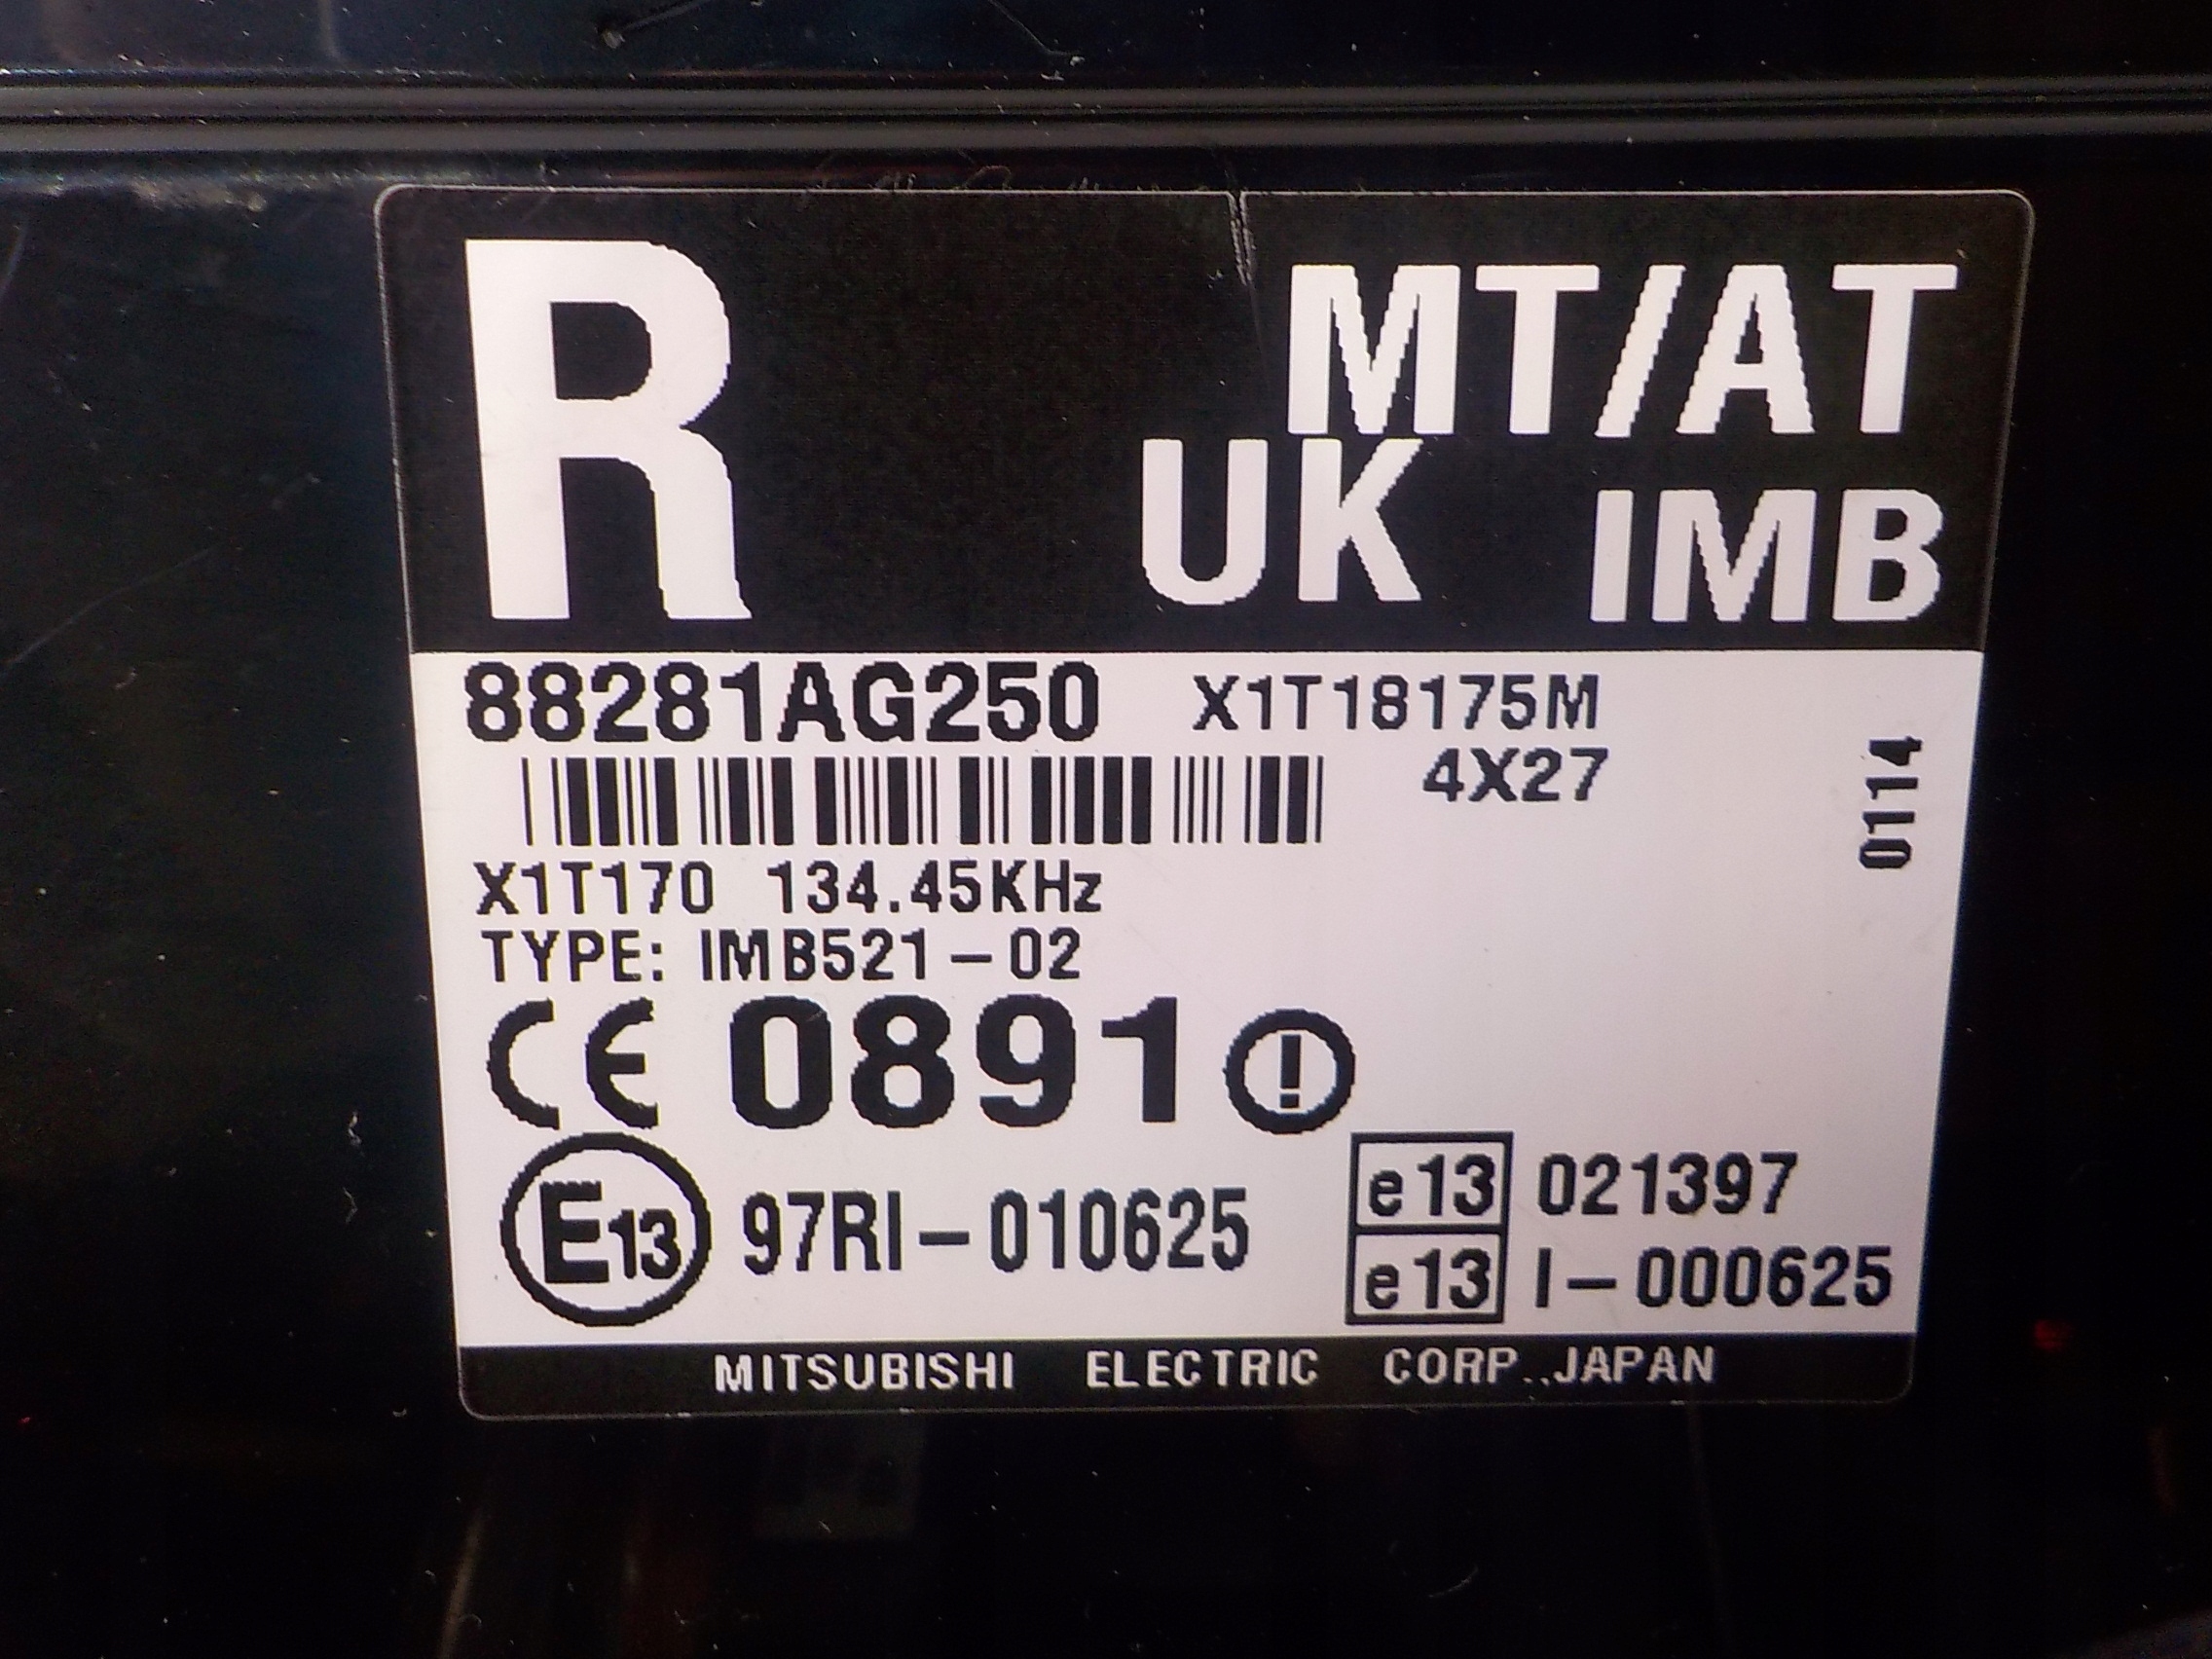 R MT/AT
UK IMB
88281AG250 X1T18175M
4X27
0114
X1T170 134.45KHz
TYPE: IMB521-02
CE 0891 !
E13 97RI-010625
e13 021397
e13 I-000625
MITSUBISHI ELECTRIC CORP.,JAPAN